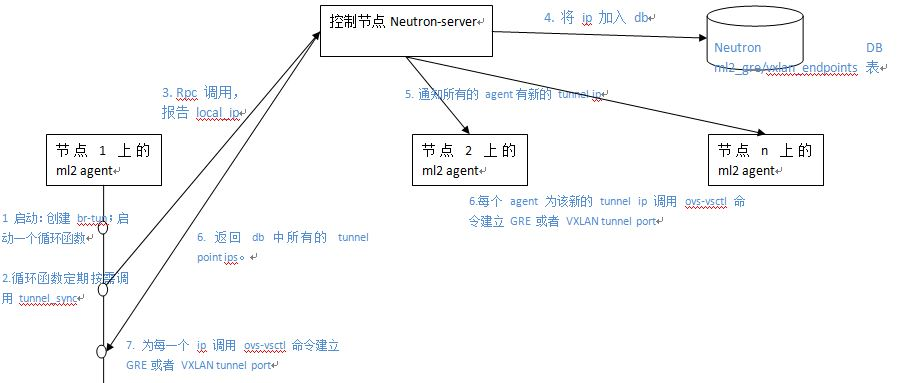 控制节点 Neutron-server
4. 将 ip 加入 db
Neutron DB
ml2_gre/vxlan_endpoints 表
3. Rpc 调用，
报告 local_ip
5. 通知所有的 agent 有新的 tunnel ip
节点 1 上的
ml2 agent
节点 2 上的
ml2 agent
节点 n 上的
ml2 agent
1 启动：创建 br-tun；启
动一个循环函数
6. 返回 db 中所有的 tunnel
point ips。
6.每个 agent 为该新的 tunnel ip 调用 ovs-vsctl 命
令建立 GRE 或者 VXLAN tunnel port
2.循环函数定期按需调
用 tunnel_sync
7. 为每一个 ip 调用 ovs-vsctl 命令建立
GRE 或者 VXLAN tunnel port